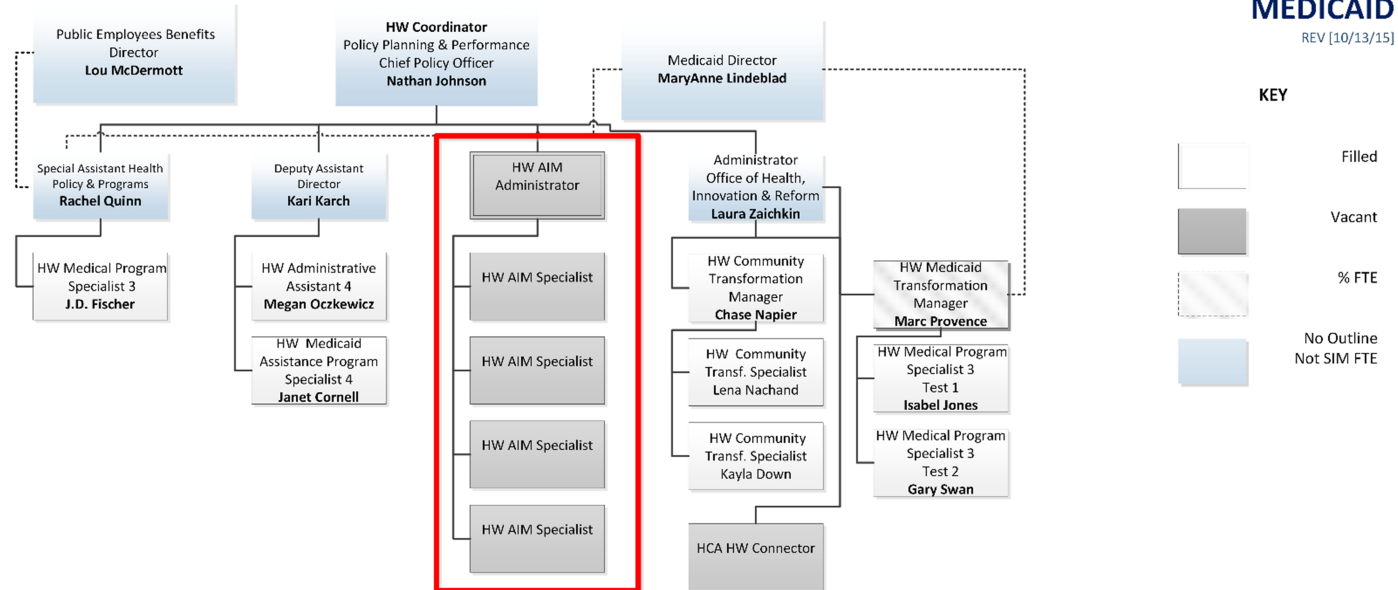 MEDICAID
REV [10/13/15]
Public Employees Benefits
Director
Lou McDermott
HW Coordinator
Policy Planning & Performance
Chief Policy Officer
Nathan Johnson
Medicaid Director
MaryAnne Lindeblad
Special Assistant Health
Policy & Programs
Rachel Quinn
Deputy Assistant
Director
Kari Karch
HW AIM
Administrator
Administrator
Office of Health,
Innovation & Reform
Laura Zaichkin
HW Medical Program
Specialist 3
J.D. Fischer
HW Administrative
Assistant 4
Megan Oczkewicz
HW Medicaid
Assistance Program
Specialist 4
Janet Cornell
HW AIM Specialist
HW AIM Specialist
HW AIM Specialist
HW AIM Specialist
HW Community
Transformation
Manager
Chase Napier
HW Community
Transf. Specialist
Lena Nachand
HW Community
Transf. Specialist
Kayla Down
HCA HW Connector
HW Medicaid
Transformation
Manager
Marc Provence
HW Medical Program
Specialist 3
Test 1
Isabel Jones
HW Medical Program
Specialist 3
Test 2
Gary Swan
KEY
Filled
Vacant
% FTE
No Outline
Not SIM FTE